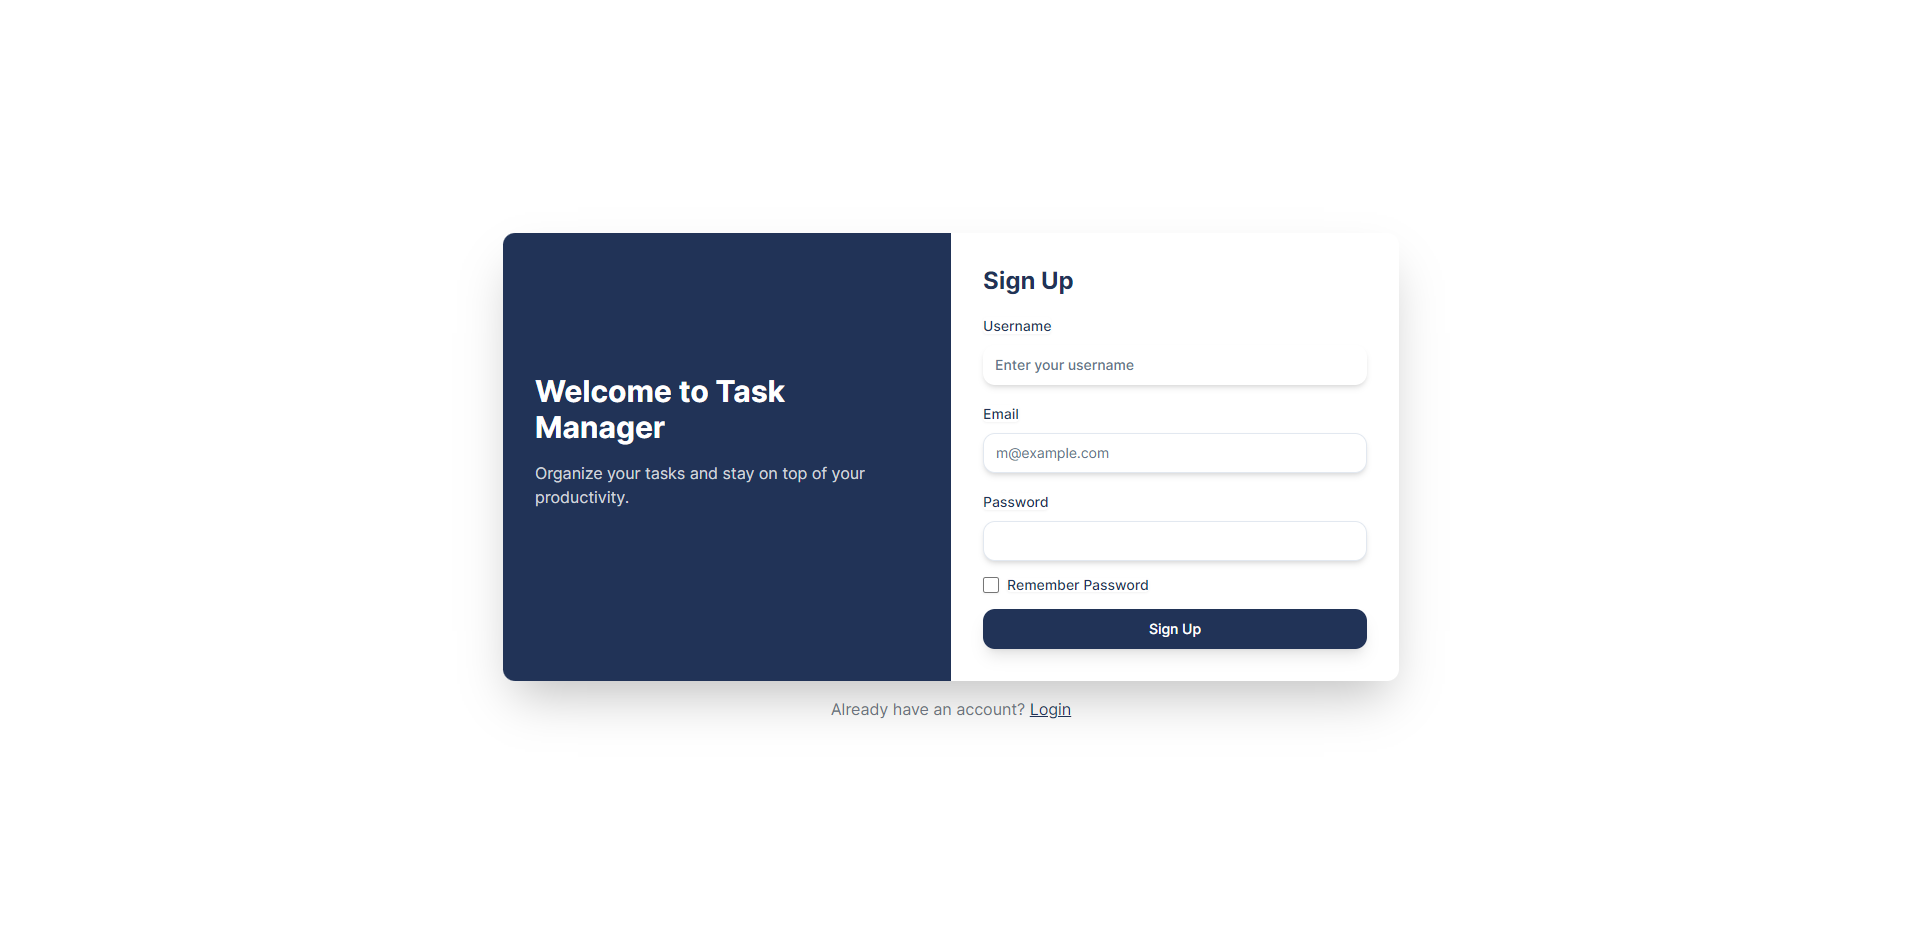 Welcome to Task
Manager
Organize your tasks and stay on top of your
productivity.
Sign Up
Username
Enter your username
Email
m@example.com
Password
Remember Password
Sign Up
Already have an account? Login